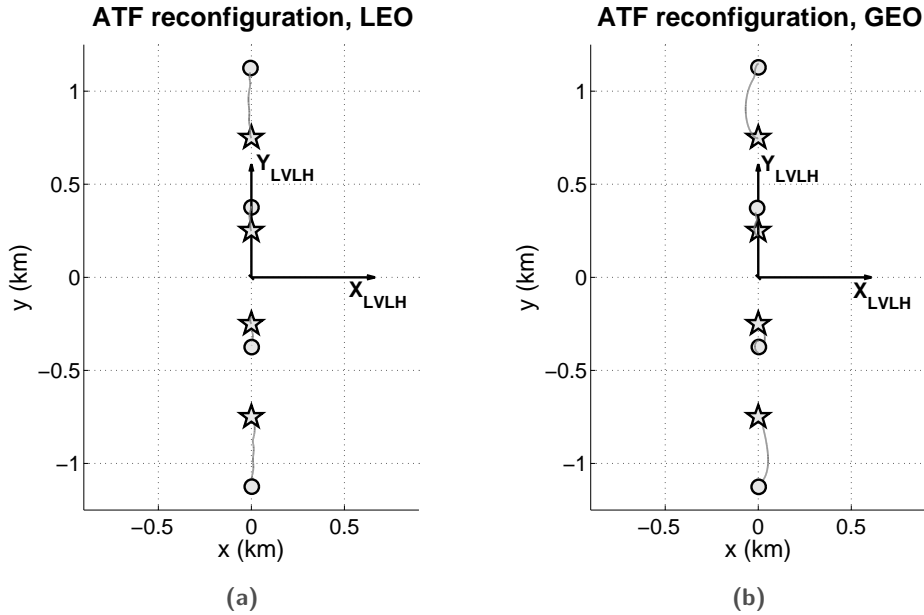 ATF reconfiguration, LEO
1
0.5
0
−0.5
−1
−0.5
0
0.5
x (km)
y (km)
Y_LVLH
X_LVLH
(a)
ATF reconfiguration, GEO
1
0.5
0
−0.5
−1
−0.5
0
0.5
x (km)
y (km)
Y_LVLH
X_LVLH
(b)